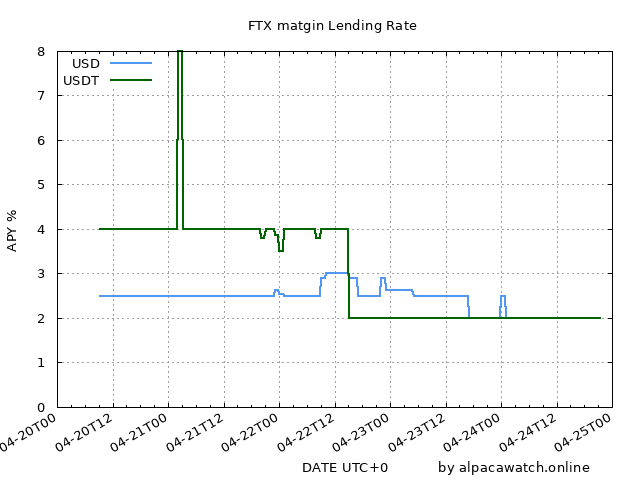 FTX matgin Lending Rate
USD
USDT
8
7
6
5
4
3
2
1
0
APY %
04-20T00
04-20T12
04-21T00
04-21T12
04-22T00
04-22T12
04-23T00
04-23T12
04-24T00
04-24T12
04-25T00
DATE UTC+0
by alpacawatch.online